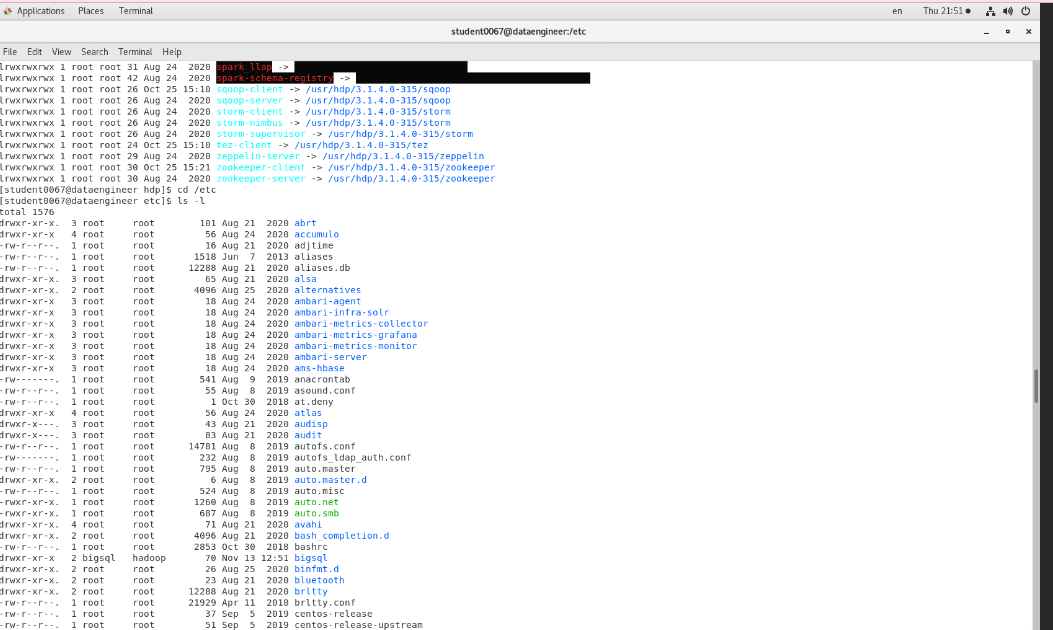 Applications Places Terminal en Thu 21:51
student0067@dataengineer:/etc
File Edit View Search Terminal Help
lrwxrwxrwx 1 root root 31 Aug 24  2020 spark_llap ->
lrwxrwxrwx 1 root root 42 Aug 24  2020 spark-schema-registry ->
lrwxrwxrwx 1 root root 26 Oct 25 15:10 sqoop-client -> /usr/hdp/3.1.4.0-315/sqoop
lrwxrwxrwx 1 root root 26 Aug 24  2020 sqoop-server -> /usr/hdp/3.1.4.0-315/sqoop
lrwxrwxrwx 1 root root 26 Aug 24  2020 storm-client -> /usr/hdp/3.1.4.0-315/storm
lrwxrwxrwx 1 root root 26 Aug 24  2020 storm-nimbus -> /usr/hdp/3.1.4.0-315/storm
lrwxrwxrwx 1 root root 26 Aug 24  2020 storm-supervisor -> /usr/hdp/3.1.4.0-315/storm
lrwxrwxrwx 1 root root 24 Oct 25 15:10 tez-client -> /usr/hdp/3.1.4.0-315/tez
lrwxrwxrwx 1 root root 29 Aug 24  2020 zeppelin-server -> /usr/hdp/3.1.4.0-315/zeppelin
lrwxrwxrwx 1 root root 30 Oct 25 15:21 zookeeper-client -> /usr/hdp/3.1.4.0-315/zookeeper
lrwxrwxrwx 1 root root 30 Aug 24  2020 zookeeper-server -> /usr/hdp/3.1.4.0-315/zookeeper
[student0067@dataengineer hdp]$ cd /etc
[student0067@dataengineer etc]$ ls -l
total 1576
drwxr-xr-x.  3 root     root        101 Aug 21  2020 abrt
drwxr-xr-x   4 root     root         56 Aug 24  2020 accumulo
-rw-r--r--.  1 root     root         16 Aug 21  2020 adjtime
-rw-r--r--.  1 root     root       1518 Jun  7  2013 aliases
-rw-r--r--.  1 root     root      12288 Aug 21  2020 aliases.db
drwxr-xr-x.  3 root     root         65 Aug 21  2020 alsa
drwxr-xr-x.  2 root     root       4096 Aug 25  2020 alternatives
drwxr-xr-x   3 root     root         18 Aug 24  2020 ambari-agent
drwxr-xr-x   3 root     root         18 Aug 24  2020 ambari-infra-solr
drwxr-xr-x   3 root     root         18 Aug 24  2020 ambari-metrics-collector
drwxr-xr-x   3 root     root         18 Aug 24  2020 ambari-metrics-grafana
drwxr-xr-x   3 root     root         18 Aug 24  2020 ambari-metrics-monitor
drwxr-xr-x   3 root     root         18 Aug 24  2020 ambari-server
drwxr-xr-x   3 root     root         18 Aug 24  2020 ams-hbase
-rw-------.  1 root     root        541 Aug  9  2019 anacrontab
-rw-r--r--.  1 root     root         55 Aug  8  2019 asound.conf
-rw-r--r--.  1 root     root          1 Oct 30  2018 at.deny
drwxr-xr-x   4 root     root         56 Aug 24  2020 atlas
drwxr-x---.  3 root     root         43 Aug 21  2020 audisp
drwxr-x---.  3 root     root         83 Aug 21  2020 audit
-rw-r--r--.  1 root     root      14781 Aug  8  2019 autofs.conf
-rw-------.  1 root     root        232 Aug  8  2019 autofs_ldap_auth.conf
-rw-r--r--.  1 root     root        795 Aug  8  2019 auto.master
drwxr-xr-x.  2 root     root          6 Aug  8  2019 auto.master.d
-rw-r--r--.  1 root     root        524 Aug  8  2019 auto.misc
-rwxr-xr-x.  1 root     root       1260 Aug  8  2019 auto.net
-rwxr-xr-x.  1 root     root        687 Aug  8  2019 auto.smb
drwxr-xr-x.  4 root     root         71 Aug 21  2020 avahi
drwxr-xr-x.  2 root     root       4096 Aug 21  2020 bash_completion.d
-rw-r--r--.  1 root     root       2853 Oct 30  2018 bashrc
drwxr-xr-x   2 bigsql   hadoop       70 Nov 13 12:51 bigsql
drwxr-xr-x.  2 root     root         26 Aug 25  2020 binfmt.d
drwxr-xr-x.  2 root     root         23 Aug 21  2020 bluetooth
drwxr-xr-x.  2 root     root      12288 Aug 21  2020 brltty
-rw-r--r--.  1 root     root      21929 Apr 11  2018 brltty.conf
-rw-r--r--.  1 root     root         37 Sep  5  2019 centos-release
-rw-r--r--.  1 root     root         51 Sep  5  2019 centos-release-upstream